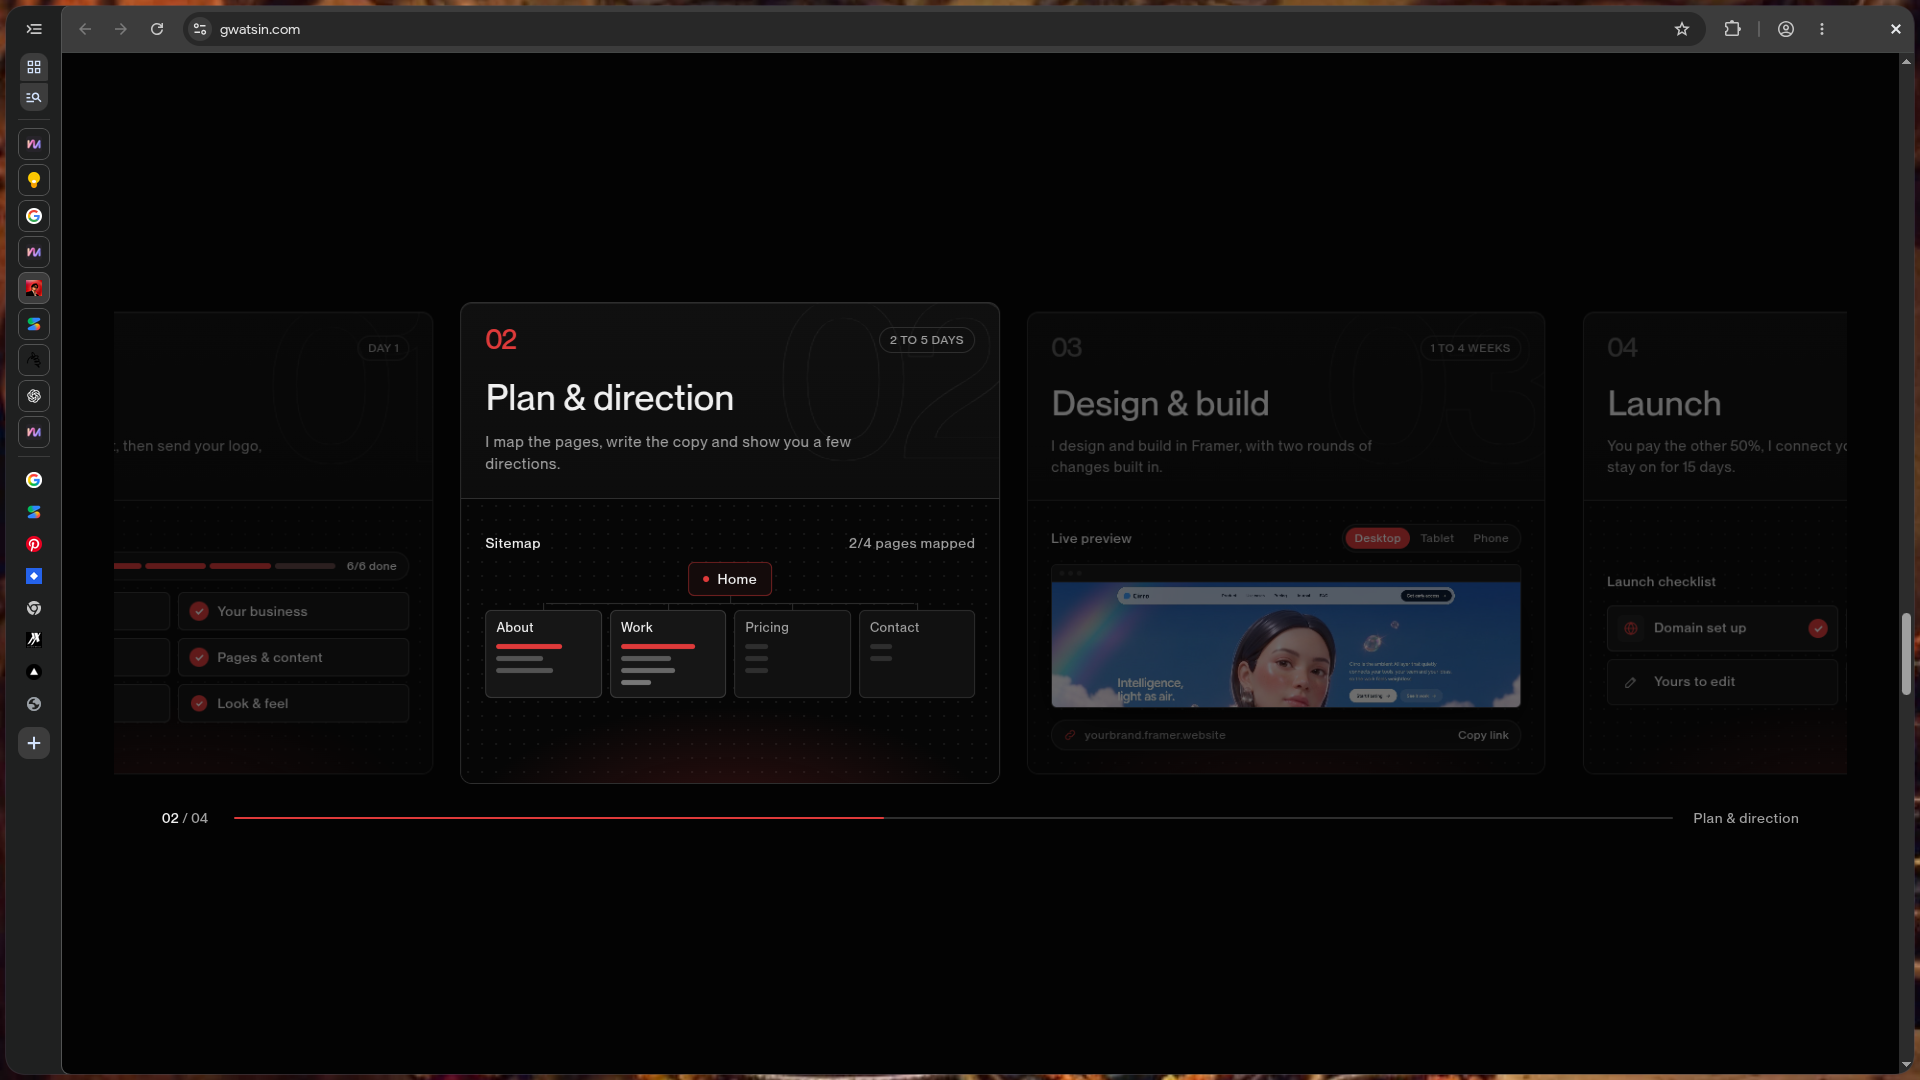 gwatsin.com
DAY 1
, then send your logo,
6/6 done
Your business
Pages & content
Look & feel
02
2 TO 5 DAYS
Plan & direction
I map the pages, write the copy and show you a few
directions.
Sitemap
2/4 pages mapped
Home
About
Work
Pricing
Contact
03
1 TO 4 WEEKS
Design & build
I design and build in Framer, with two rounds of
changes built in.
Live preview
Desktop
Tablet
Phone
Intelligence,
light as air.
yourbrand.framer.website
Copy link
04
Launch
You pay the other 50%, I connect
stay on for 15 days.
Launch checklist
Domain set up
Yours to edit
02 / 04
Plan & direction